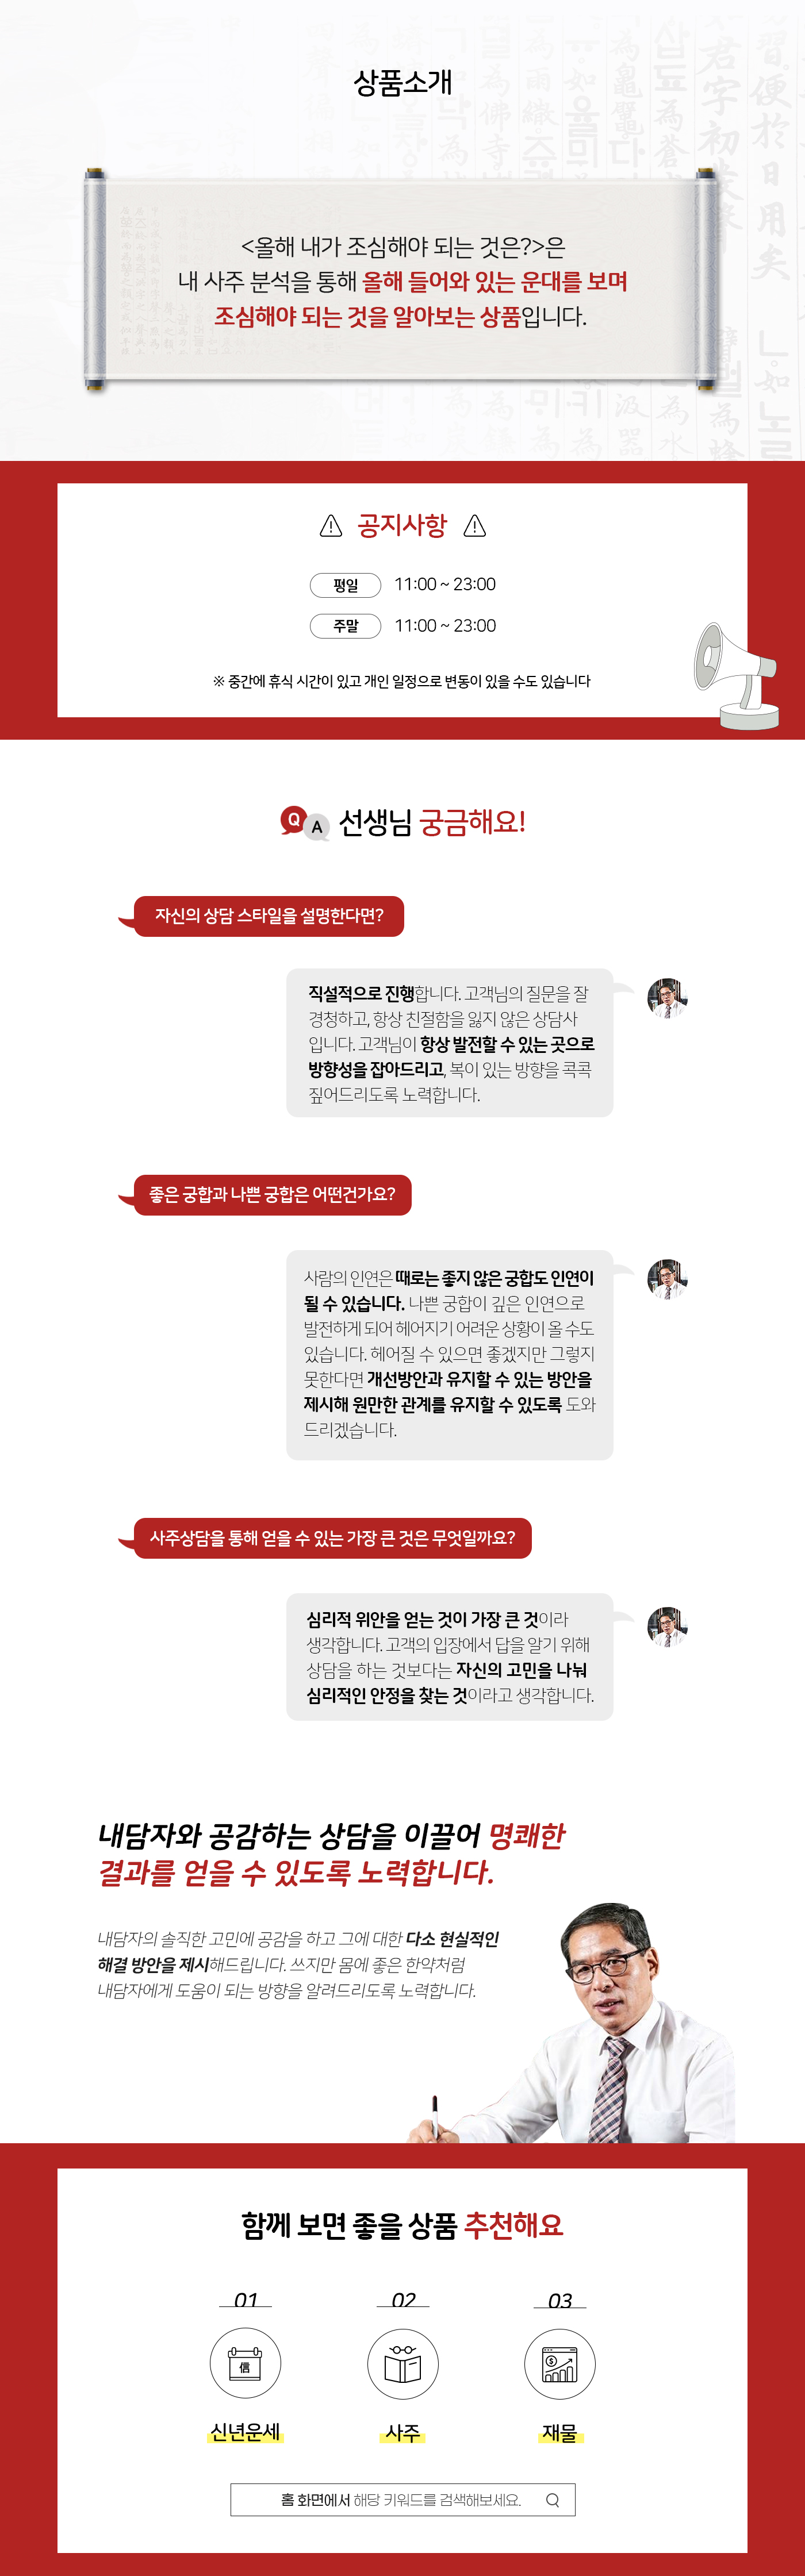 상품소개
<올해 내가 조심해야 되는 것은?>은
내 사주 분석을 통해 올해 들어와 있는 운대를 보며
조심해야 되는 것을 알아보는 상품입니다.
공지사항
평일 11:00 ~ 23:00
주말 11:00 ~ 23:00
※ 중간에 휴식 시간이 있고 개인 일정으로 변동이 있을 수도 있습니다
Q A 선생님 궁금해요!
자신의 상담 스타일을 설명한다면?
직설적으로 진행합니다. 고객님의 질문을 잘
경청하고, 항상 친절함을 잃지 않은 상담사
입니다. 고객님이 항상 발전할 수 있는 곳으로
방향성을 잡아드리고, 복이 있는 방향을 콕콕
짚어드리도록 노력합니다.
좋은 궁합과 나쁜 궁합은 어떤건가요?
사람의 인연은 때로는 좋지 않은 궁합도 인연이
될 수 있습니다. 나쁜 궁합이 깊은 인연으로
발전하게 되어 헤어지기 어려운 상황이 올 수도
있습니다. 헤어질 수 있으면 좋겠지만 그렇지
못한다면 개선방안과 유지할 수 있는 방안을
제시해 원만한 관계를 유지할 수 있도록 도와
드리겠습니다.
사주상담을 통해 얻을 수 있는 가장 큰 것은 무엇일까요?
심리적 위안을 얻는 것이 가장 큰 것이라
생각합니다. 고객의 입장에서 답을 알기 위해
상담을 하는 것보다는 자신의 고민을 나눠
심리적인 안정을 찾는 것이라고 생각합니다.
내담자와 공감하는 상담을 이끌어 명쾌한
결과를 얻을 수 있도록 노력합니다.
내담자의 솔직한 고민에 공감을 하고 그에 대한 다소 현실적인
해결 방안을 제시해드립니다. 쓰지만 몸에 좋은 한약처럼
내담자에게 도움이 되는 방향을 알려드리도록 노력합니다.
함께 보면 좋을 상품 추천해요
01 02 03
信
신년운세 사주 재물
홈 화면에서 해당 키워드를 검색해보세요.